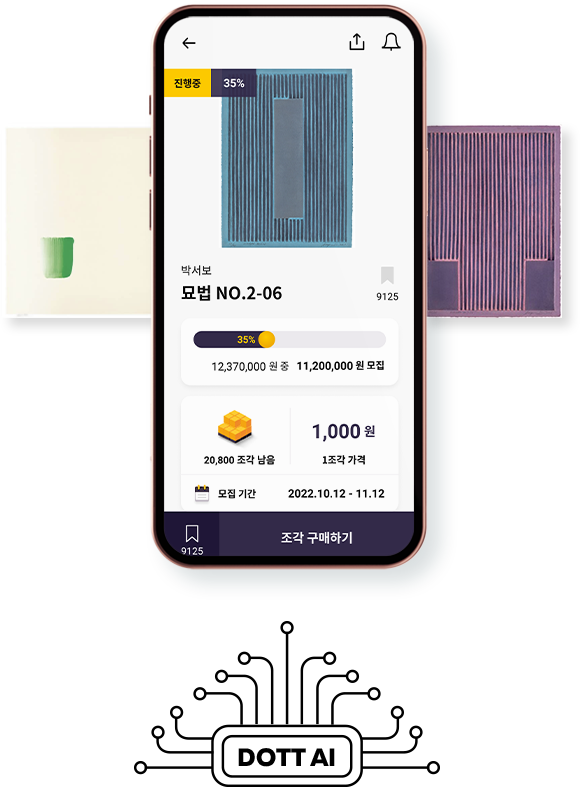 진행중 35%
박서보
묘법 NO.2-06
9125
35%
12,370,000 원 중 11,200,000 원 모집
20,800 조각 남음
1,000 원
1조각 가격
모집 기간 2022.10.12 - 11.12
9125
조각 구매하기
DOTT AI